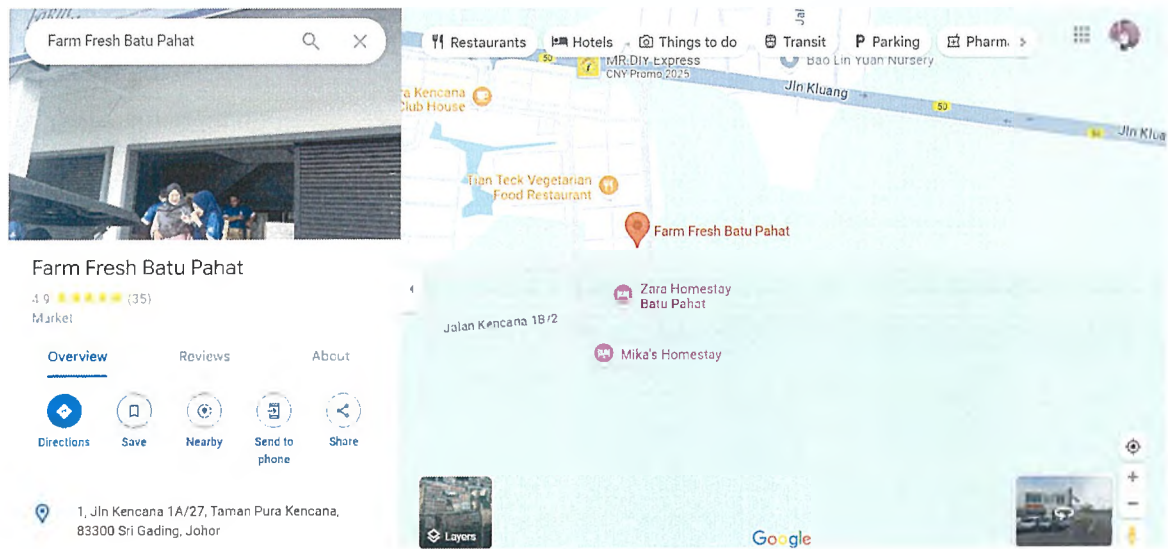 Farm Fresh Batu Pahat
Farm Fresh Batu Pahat
4.9
(35)
Market
Overview
Reviews
About
Directions
Save
Nearby
Send to
phone
Share
1, Jln Kencana 1A/27, Taman Pura Kencana,
83300 Sri Gading, Johor
Restaurants
Hotels
Things to do
Transit
P Parking
Pharm
50
MR.DIY Express
CNY Promo 2025
Bao Lin Yuan Nursery
a Kencana
Club House
Jln Kluang
50
Jln Klua
Tian Teck Vegetarian
Food Restaurant
Farm Fresh Batu Pahat
Zara Homestay
Batu Pahat
Jalan Kencana 1B/2
Mika's Homestay
Layers
Google